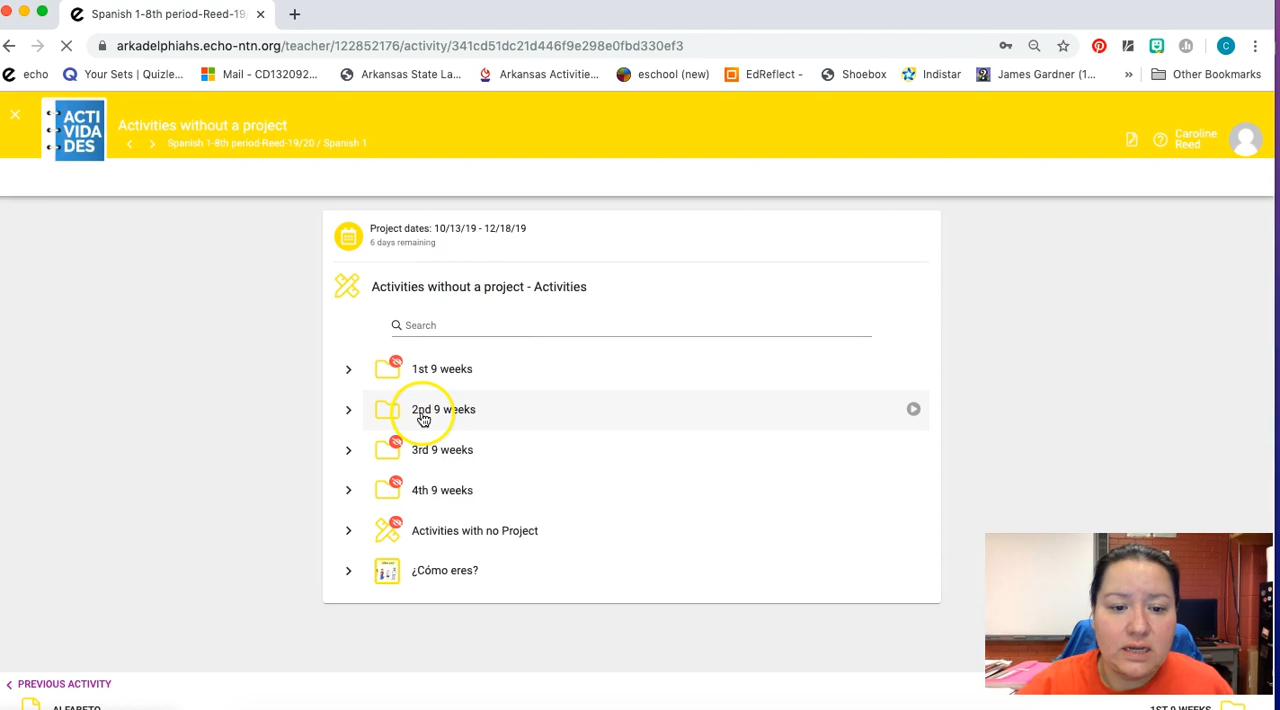 Spanish 1-8th period-Reed-19/
arkadelphiahs.echo-ntn.org/teacher/122852176/activity/341cd51dc21d446f9e298e0fbd330ef3
echo Your Sets | Quizle... Mail - CD132092... Arkansas State La... Arkansas Activitie... eschool (new) EdReflect - Shoebox Indistar James Gardner (1... » Other Bookmarks
C
ACTI
VIDA
DES
Activities without a project
Spanish 1-8th period-Reed-19/20 / Spanish 1
Caroline
Reed
Project dates: 10/13/19 - 12/18/19
6 days remaining
Activities without a project - Activities
Search
1st 9 weeks
2nd 9 weeks
3rd 9 weeks
4th 9 weeks
Activities with no Project
¿Cómo eres?
PREVIOUS ACTIVITY
ALFABETO
1ST 9 WEEKS